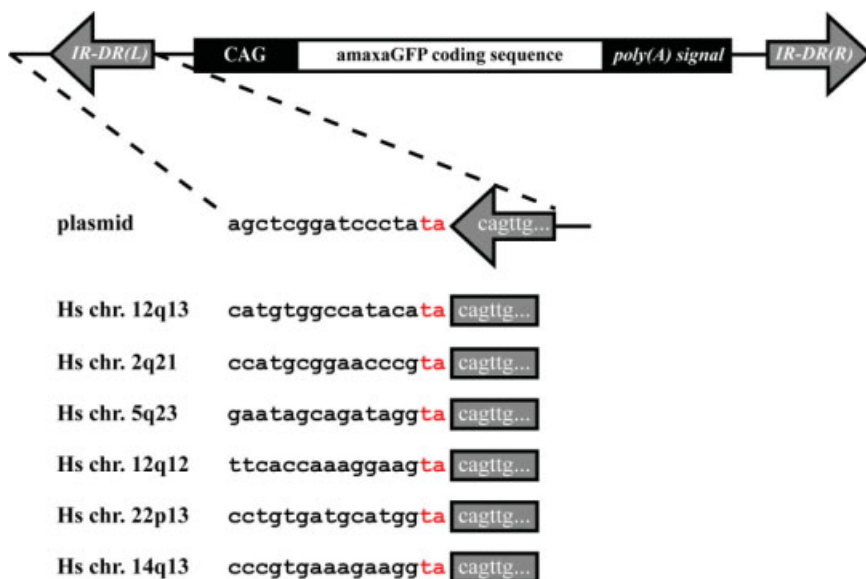 IR-DR(L) CAG amaxaGFP coding sequence poly(A) signal IR-DR(R)
plasmid agctcggatccctata cagttg...
Hs chr. 12q13 catgtggccatacata cagttg...
Hs chr. 2q21 ccatgcggaacccgta cagttg...
Hs chr. 5q23 gaatagcagataggta cagttg...
Hs chr. 12q12 ttcaccaaaggaagta cagttg...
Hs chr. 22p13 cctgtgatgcatggta cagttg...
Hs chr. 14q13 cccgtgaaagaaggta cagttg...